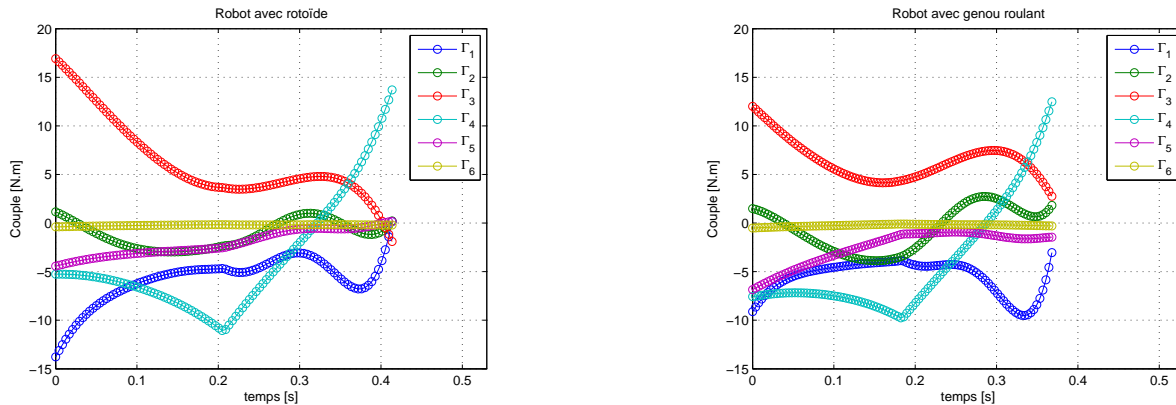 Robot avec rotoïde
20
15
10
5
0
−5
−10
−15
0
0.1
0.2
0.3
0.4
0.5
temps [s]
Couple [N.m]
Γ1
Γ2
Γ3
Γ4
Γ5
Γ6
Robot avec genou roulant
20
15
10
5
0
−5
−10
−15
0
0.1
0.2
0.3
0.4
0.5
temps [s]
Couple [N.m]
Γ1
Γ2
Γ3
Γ4
Γ5
Γ6